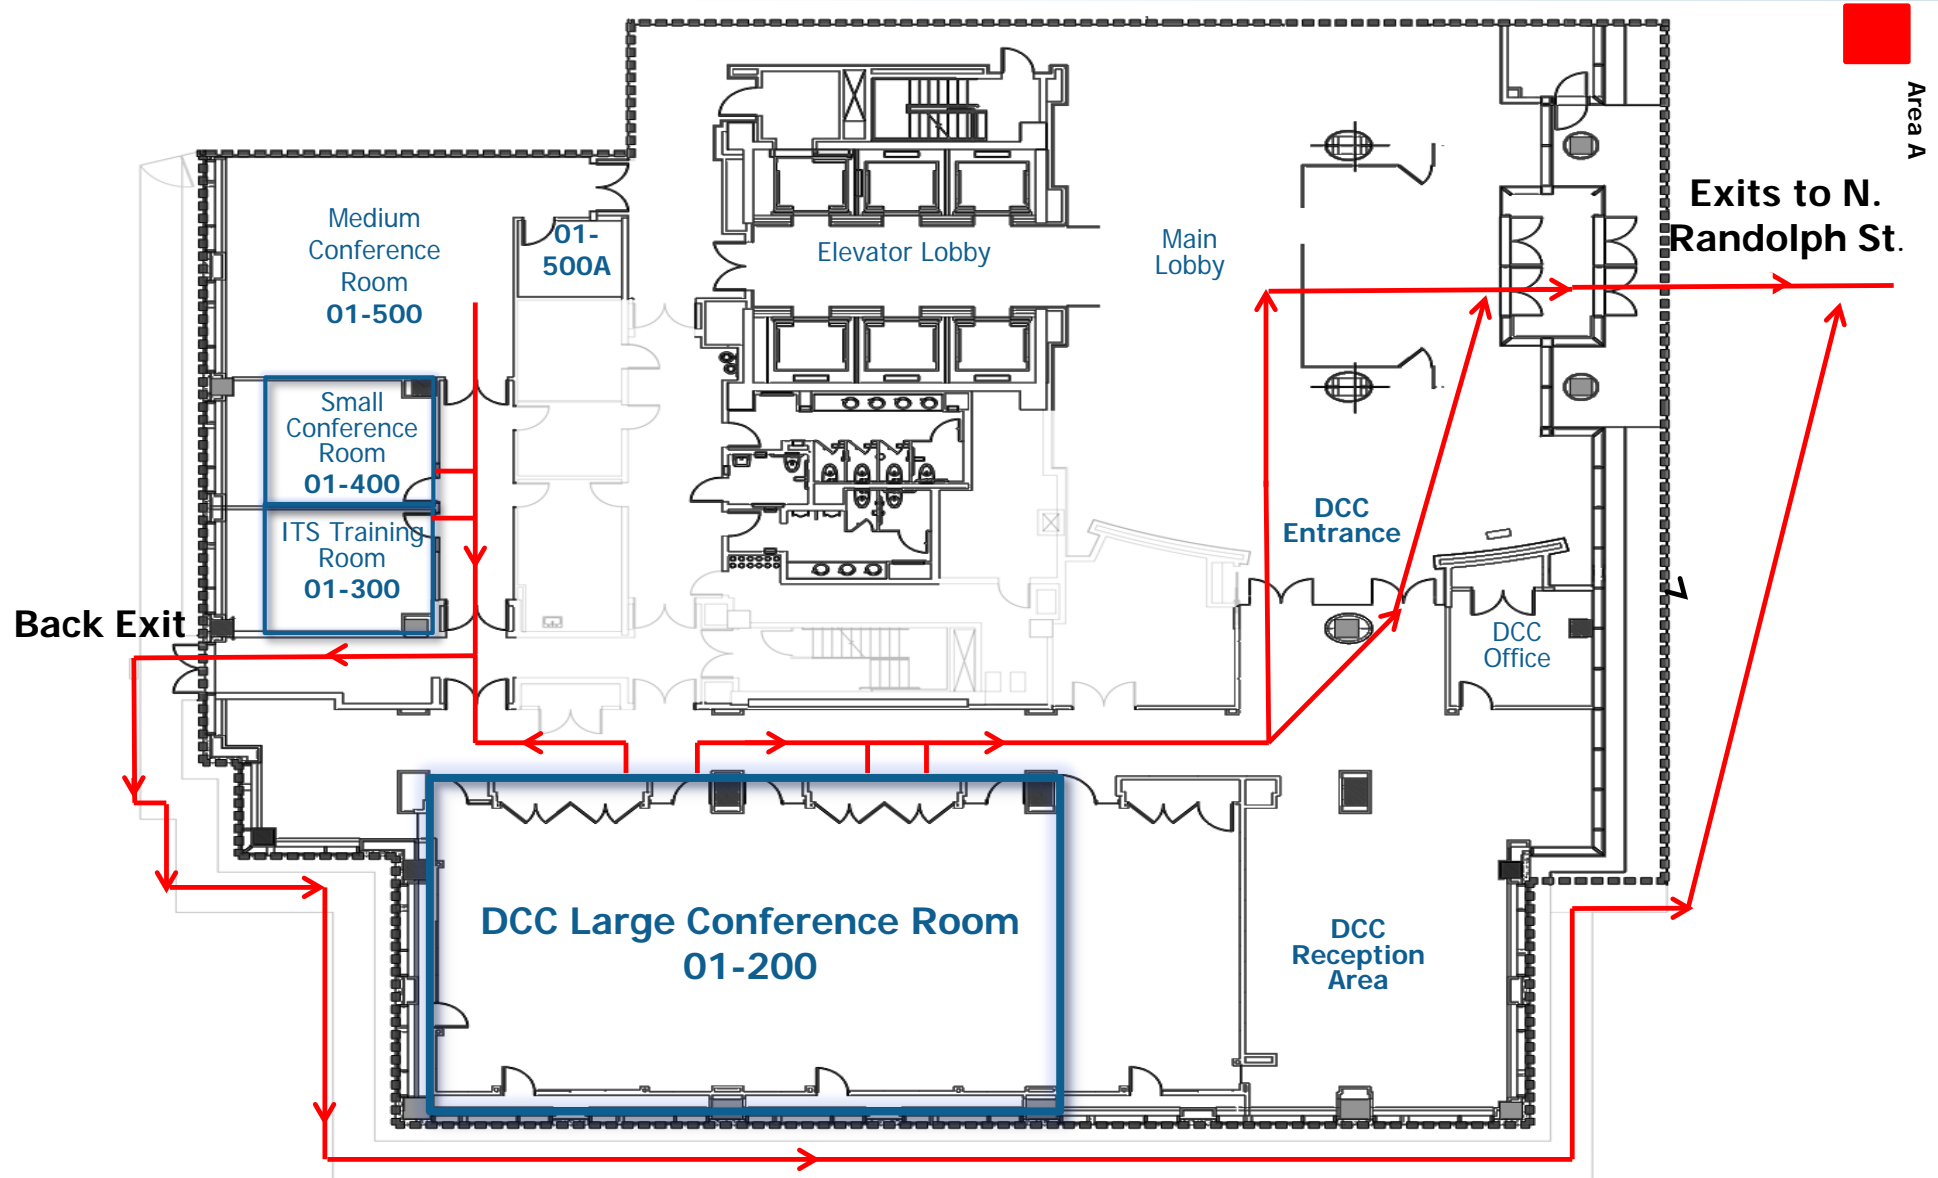 Area A
Exits to N.
Randolph St.
Medium
Conference
Room
01-500
01-
500A
Elevator Lobby
Main
Lobby
Small
Conference
Room
01-400
ITS Training
Room
01-300
DCC
Entrance
Back Exit
DCC
Office
DCC Large Conference Room
01-200
DCC
Reception
Area